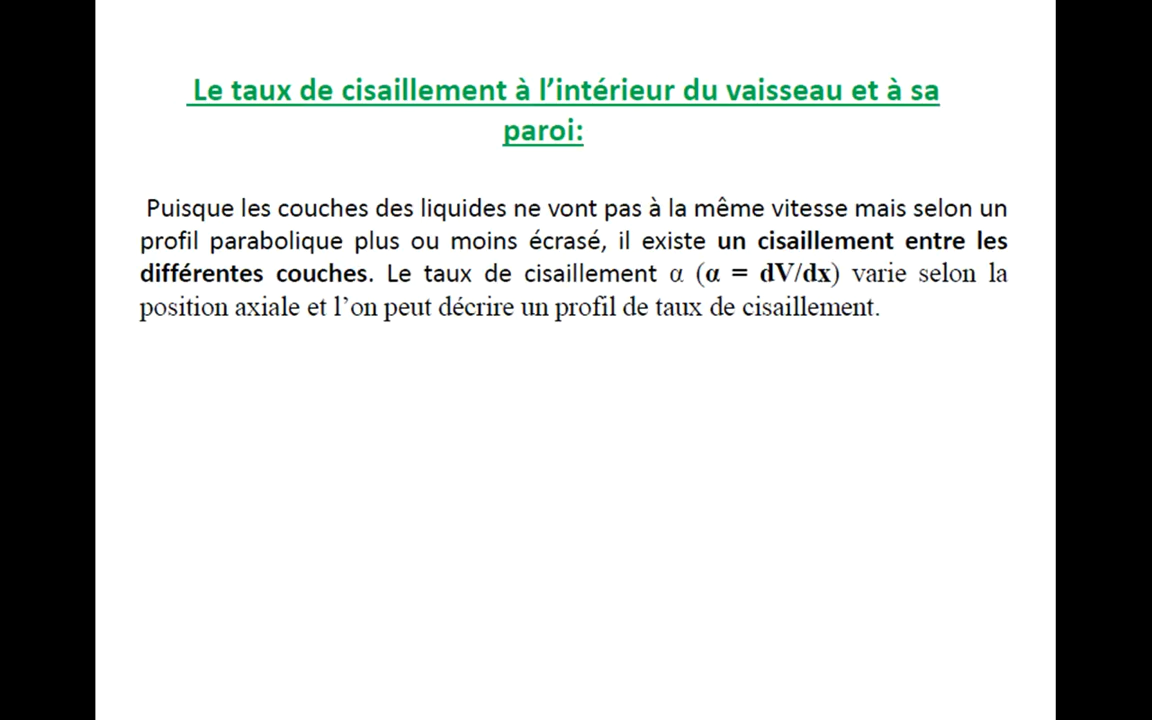 Le taux de cisaillement à l’intérieur du vaisseau et à sa
paroi:
Puisque les couches des liquides ne vont pas à la même vitesse mais selon un
profil parabolique plus ou moins écrasé, il existe un cisaillement entre les
différentes couches. Le taux de cisaillement α (α = dV/dx) varie selon la
position axiale et l’on peut décrire un profil de taux de cisaillement.